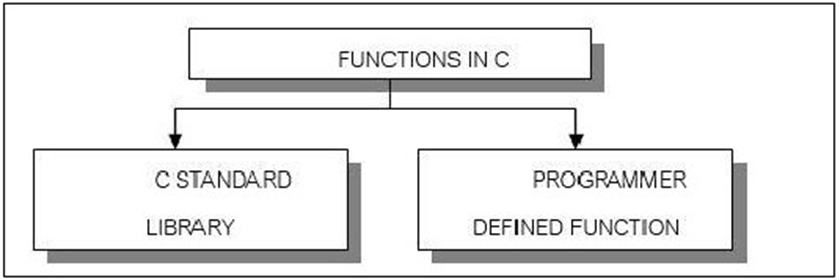 FUNCTIONS IN C
C STANDARD
LIBRARY
PROGRAMMER
DEFINED FUNCTION